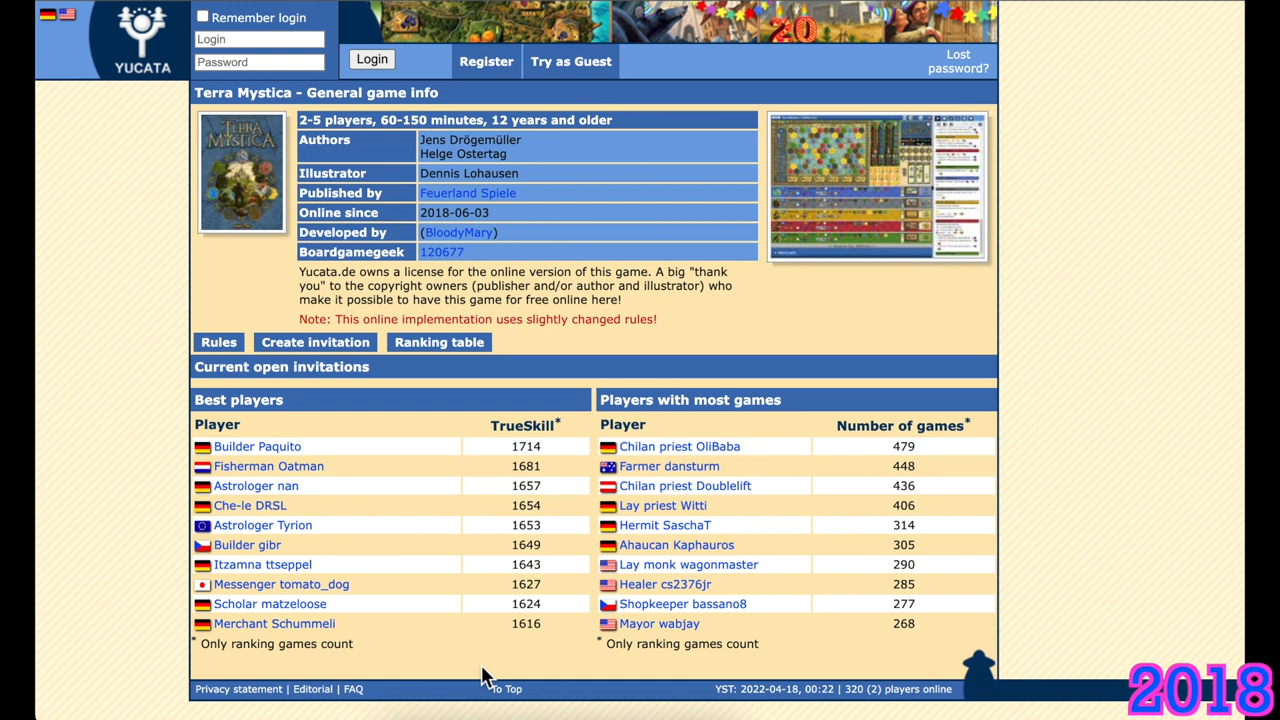 Remember login
Login
Password
Login
Register
Try as Guest
Lost
password?
YUCATA
20
Terra Mystica - General game info
TERRA
MYSTICA
2-5 players, 60-150 minutes, 12 years and older
Authors Jens Drögemüller
Helge Ostertag
Illustrator Dennis Lohausen
Published by Feuerland Spiele
Online since 2018-06-03
Developed by (BloodyMary)
Boardgamegeek 120677
Yucata.de owns a license for the online version of this game. A big "thank
you" to the copyright owners (publisher and/or author and illustrator) who
make it possible to have this game for free online here!
Note: This online implementation uses slightly changed rules!
Rules Create invitation Ranking table
Current open invitations
Best players
Player TrueSkill*
Builder Paquito 1714
Fisherman Oatman 1681
Astrologer nan 1657
Che-le DRSL 1654
Astrologer Tyrion 1653
Builder gibr 1649
Itzamna ttseppel 1643
Messenger tomato_dog 1627
Scholar matzeloose 1624
Merchant Schummeli 1616
* Only ranking games count
Players with most games
Player Number of games*
Chilan priest OliBaba 479
Farmer dansturm 448
Chilan priest Doublelift 436
Lay priest Witti 406
Hermit SaschaT 314
Ahaucan Kaphauros 305
Lay monk wagonmaster 290
Healer cs2376jr 285
Shopkeeper bassano8 277
Mayor wabjay 268
* Only ranking games count
Privacy statement | Editorial | FAQ
To Top
YST: 2022-04-18, 00:22 | 320 (2) players online
2018